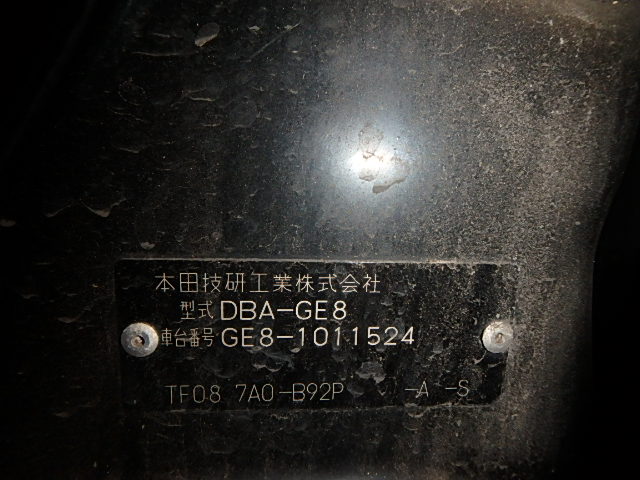 本田技研工業株式会社
型式 DBA-GE8
車台番号 GE8-1011524
TF08 7A0-B92P -A -S